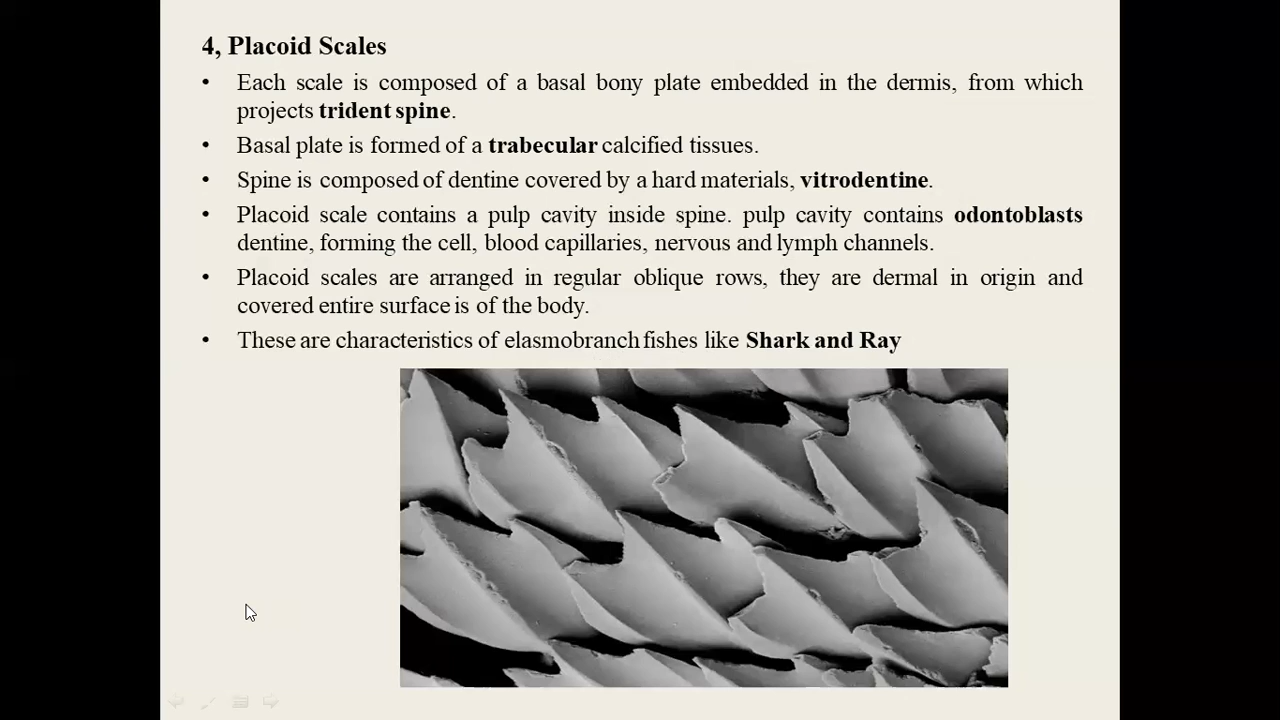 4, Placoid Scales
• Each scale is composed of a basal bony plate embedded in the dermis, from which
projects trident spine.
• Basal plate is formed of a trabecular calcified tissues.
• Spine is composed of dentine covered by a hard materials, vitrodentine.
• Placoid scale contains a pulp cavity inside spine. pulp cavity contains odontoblasts
dentine, forming the cell, blood capillaries, nervous and lymph channels.
• Placoid scales are arranged in regular oblique rows, they are dermal in origin and
covered entire surface is of the body.
• These are characteristics of elasmobranch fishes like Shark and Ray